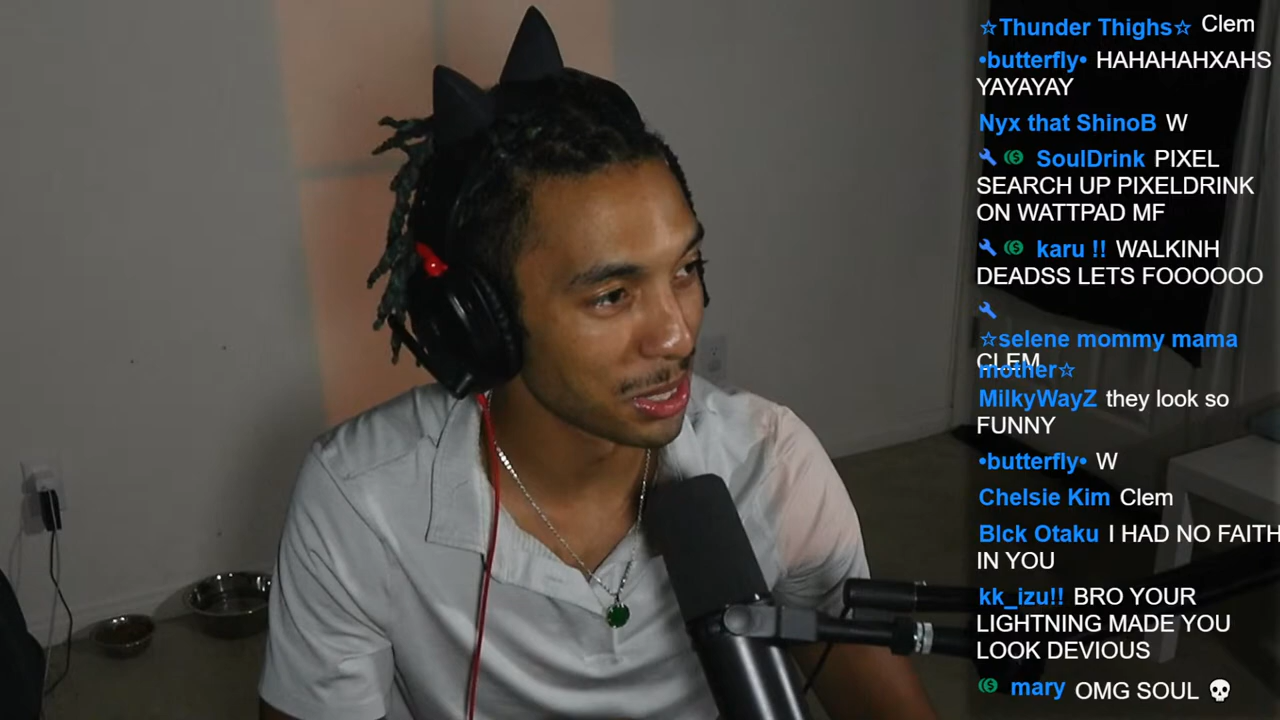 ☆Thunder Thighs☆ Clem
•butterfly• HAHAHAHXAHS
YAYAYAY
Nyx that ShinoB W
SoulDrink PIXEL
SEARCH UP PIXELDRINK
ON WATTPAD MF
karu !! WALKINH
DEADSS LETS FOOOOOO
☆selene mommy mama
mother☆
CLEM
MilkyWayZ they look so
FUNNY
•butterfly• W
Chelsie Kim Clem
Blck Otaku I HAD NO FAITH
IN YOU
kk_izu!! BRO YOUR
LIGHTNING MADE YOU
LOOK DEVIOUS
mary OMG SOUL 💀